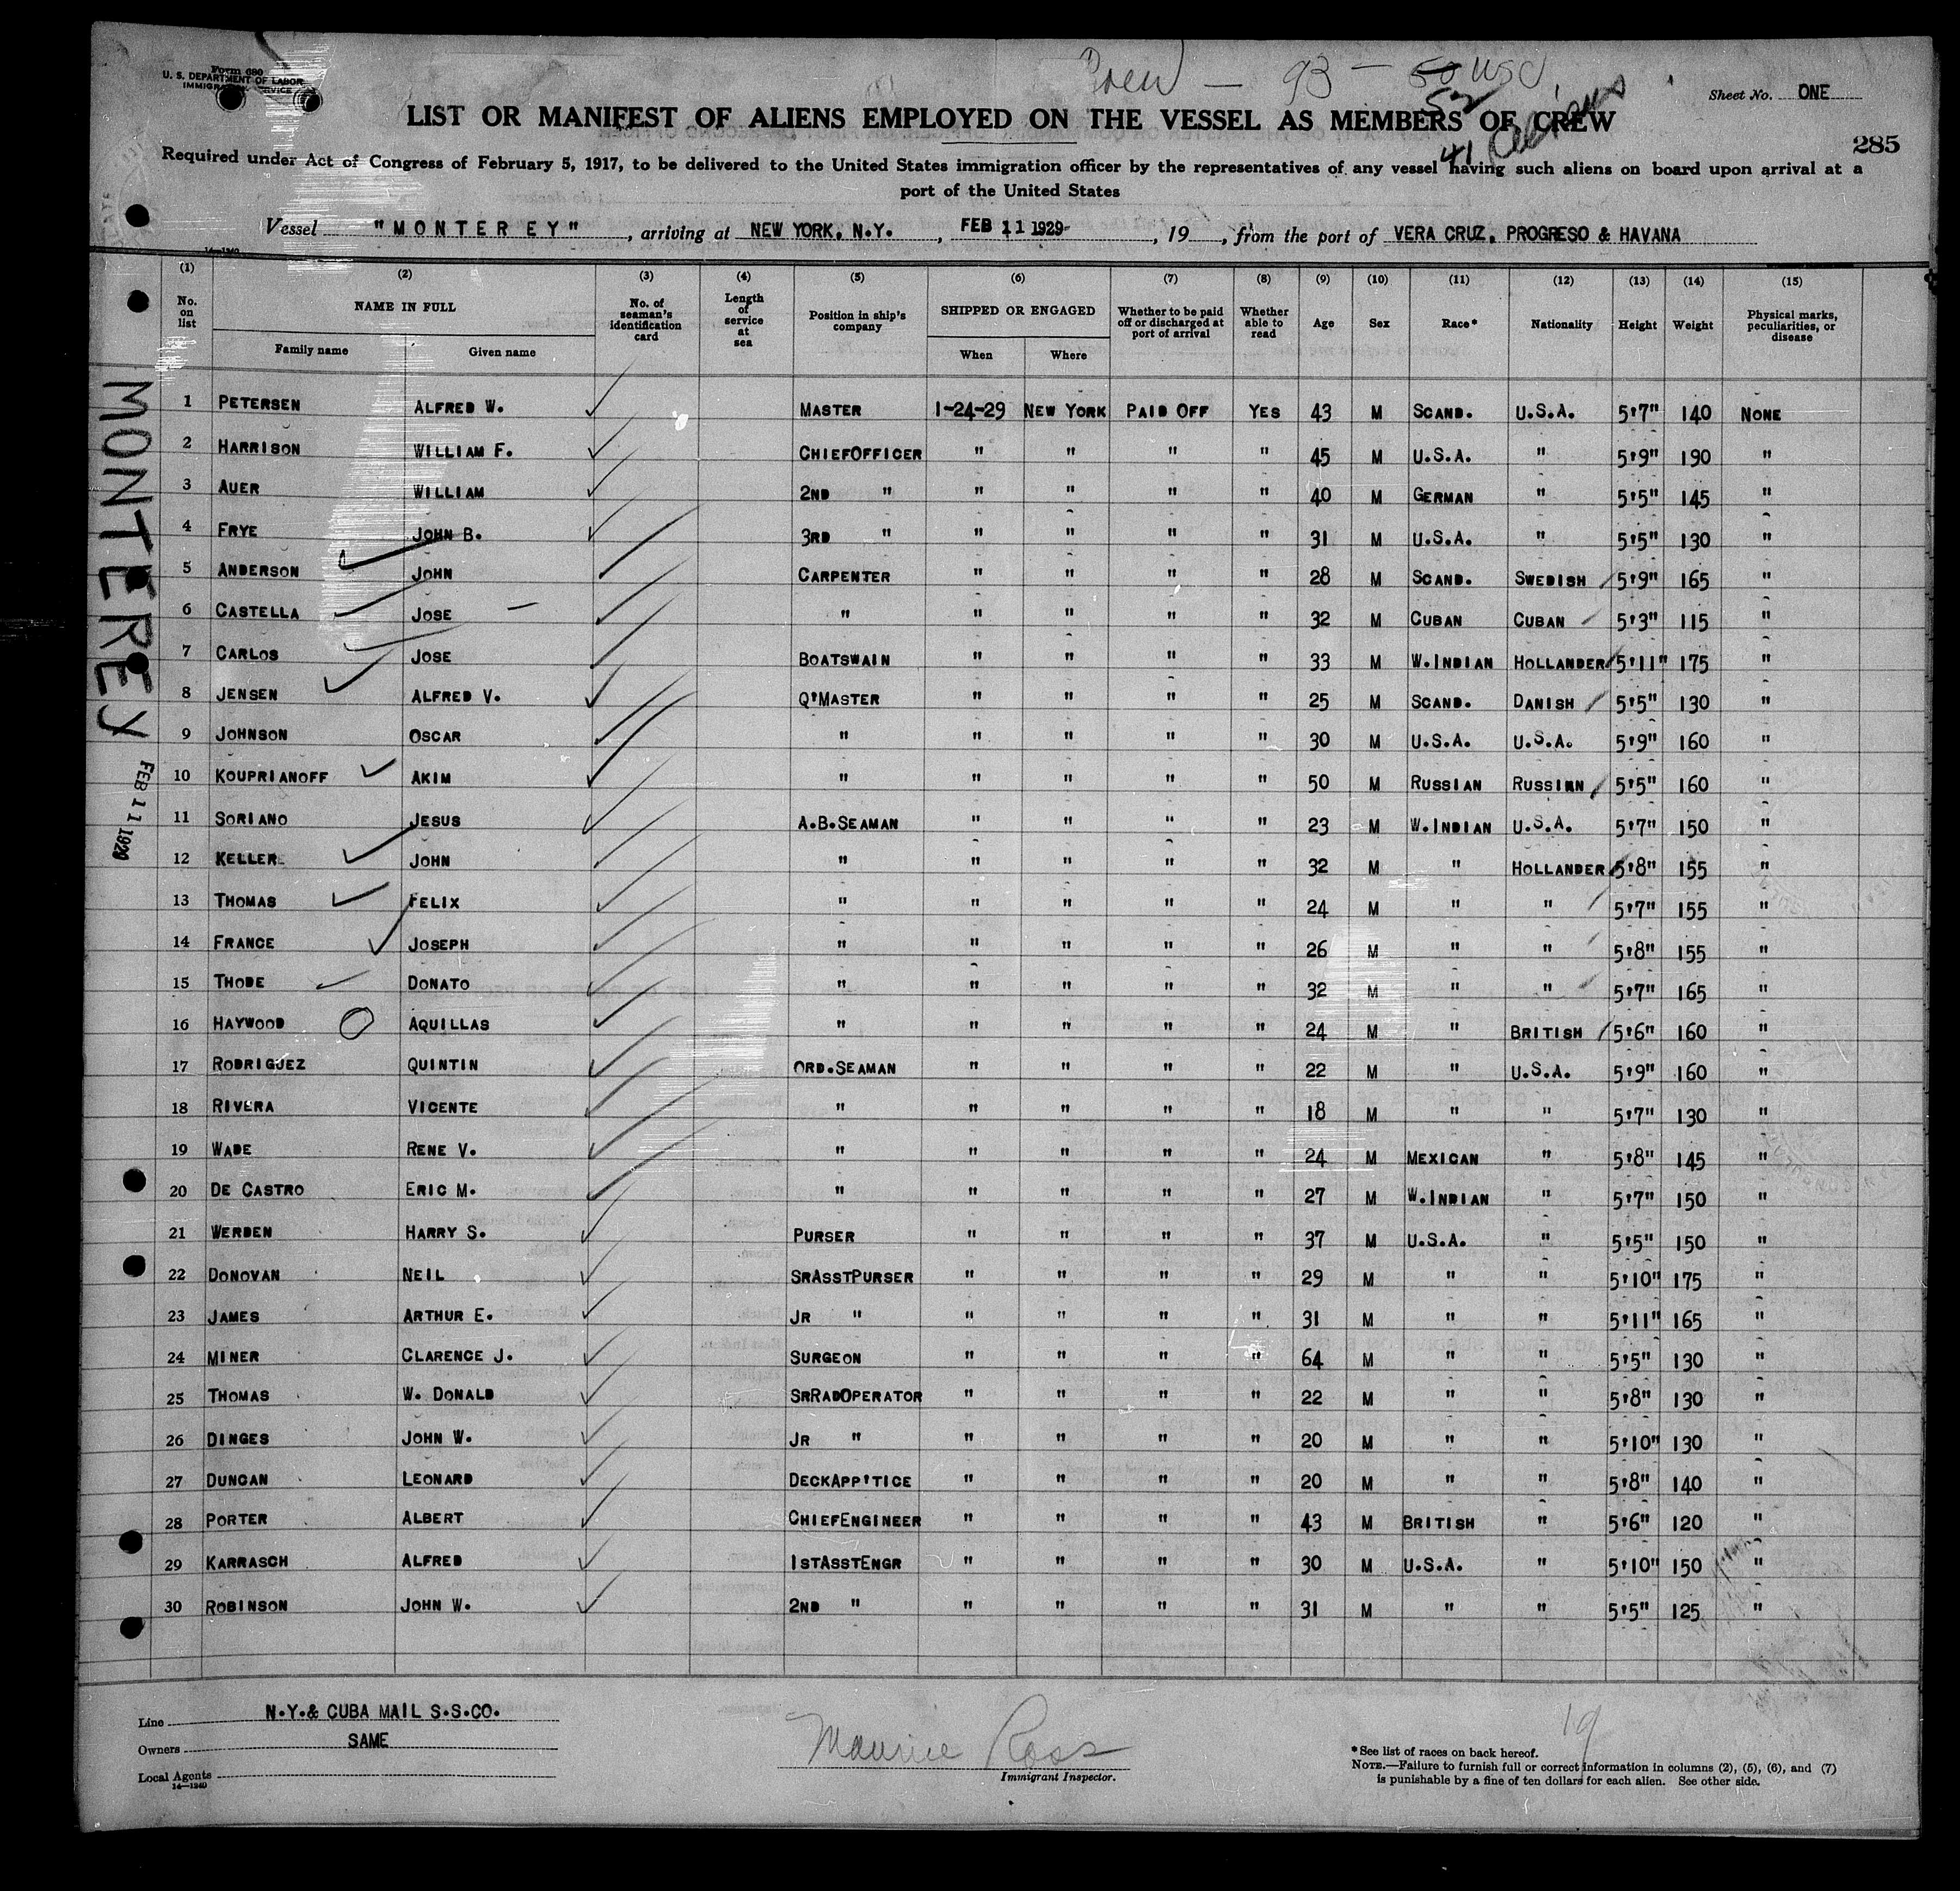 Form 680
U. S. DEPARTMENT OF LABOR
IMMIGRATION SERVICE
Crew — 93 — 50 USC
52
41 Aliens
Sheet No. ONE
LIST OR MANIFEST OF ALIENS EMPLOYED ON THE VESSEL AS MEMBERS OF CREW
285
Required under Act of Congress of February 5, 1917, to be delivered to the United States immigration officer by the representatives of any vessel having such aliens on board upon arrival at a
port of the United States
Vessel "MONTEREY", arriving at NEW YORK, N.Y., FEB 11 1929, 19 , from the port of VERA CRUZ, PROGRESO & HAVANA
14—1240
(1) (2) (3) (4) (5) (6) (7) (8) (9) (10) (11) (12) (13) (14) (15)
No. on list NAME IN FULL Family name Given name No. of seaman's identification card Length of service at sea Position in ship's company SHIPPED OR ENGAGED When Where Whether to be paid off or discharged at port of arrival Whether able to read Age Sex Race* Nationality Height Weight Physical marks, peculiarities, or disease
MONTEREY
FEB 11 1929
1 PETERSEN ALFRED W. MASTER 1-24-29 NEW YORK PAID OFF YES 43 M SCAND. U.S.A. 5'7" 140 NONE
2 HARRISON WILLIAM F. CHIEFOFFICER " " " " 45 M U.S.A. " 5'9" 190 "
3 AUER WILLIAM 2ND " " " " " 40 M GERMAN " 5'5" 145 "
4 FRYE JOHN B. 3RD " " " " " 31 M U.S.A. " 5'5" 130 "
5 ANDERSON JOHN CARPENTER " " " " 28 M SCAND. SWEDISH 5'9" 165 "
6 CASTELLA JOSE " " " " " 32 M CUBAN CUBAN 5'3" 115 "
7 CARLOS JOSE BOATSWAIN " " " " 33 M W.INDIAN HOLLANDER 5'11" 175 "
8 JENSEN ALFRED V. Q'MASTER " " " " 25 M SCAND. DANISH 5'5" 130 "
9 JOHNSON OSCAR " " " " " 30 M U.S.A. U.S.A. 5'9" 160 "
10 KOUPRIANOFF AKIM " " " " " 50 M RUSSIAN RUSSIAN 5'5" 160 "
11 SORIANO JESUS A.B.SEAMAN " " " " 23 M W.INDIAN U.S.A. 5'7" 150 "
12 KELLER JOHN " " " " " 32 M " HOLLANDER 5'8" 155 "
13 THOMAS FELIX " " " " " 24 M " " 5'7" 155 "
14 FRANCE JOSEPH " " " " " 26 M " " 5'8" 155 "
15 THODE DONATO " " " " " 32 M " " 5'7" 165 "
16 HAYWOOD AQUILLAS " " " " " 24 M " BRITISH 5'6" 160 "
17 RODRIGUEZ QUINTIN ORD.SEAMAN " " " " 22 M " U.S.A. 5'9" 160 "
18 RIVERA VICENTE " " " " " 18 M " " 5'7" 130 "
19 WADE RENE V. " " " " " 24 M MEXICAN " 5'8" 145 "
20 DE CASTRO ERIC M. " " " " " 27 M W.INDIAN " 5'7" 150 "
21 WERDEN HARRY S. PURSER " " " " 37 M U.S.A. " 5'5" 150 "
22 DONOVAN NEIL SRASSTPURSER " " " " 29 M " " 5'10" 175 "
23 JAMES ARTHUR E. JR " " " " " 31 M " " 5'11" 165 "
24 MINER CLARENCE J. SURGEON " " " " 64 M " " 5'5" 130 "
25 THOMAS W. DONALD SRRADOPERATOR " " " " 22 M " " 5'8" 130 "
26 DINGES JOHN W. JR " " " " " 20 M " " 5'10" 130 "
27 DUNCAN LEONARD DECKAPP'TICE " " " " 20 M " " 5'8" 140 "
28 PORTER ALBERT CHIEFENGINEER " " " " 43 M BRITISH " 5'6" 120 "
29 KARRASCH ALFRED 1STASSTENGR " " " " 30 M U.S.A. " 5'10" 150 "
30 ROBINSON JOHN W. 2ND " " " " " 31 M " " 5'5" 125 "
Line N.Y.& CUBA MAIL S.S.CO.
Owners SAME
Local Agents
14—1240
Maurice Ross
Immigrant Inspector.
19
*See list of races on back hereof.
NOTE.—Failure to furnish full or correct information in columns (2), (5), (6), and (7)
is punishable by a fine of ten dollars for each alien. See other side.